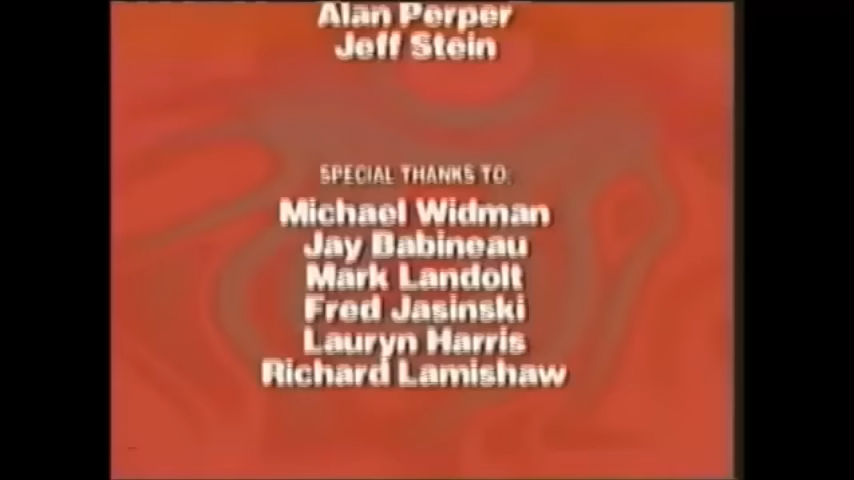 Alan Perper
Jeff Stein
SPECIAL THANKS TO:
Michael Widman
Jay Babineau
Mark Landolt
Fred Jasinski
Lauryn Harris
Richard Lamishaw